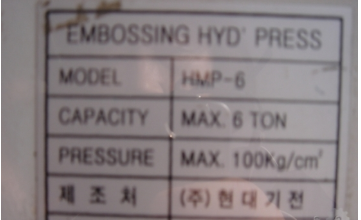 EMBOSSING HYD' PRESS
MODEL HMP-6
CAPACITY MAX. 6 TON
PRESSURE MAX. 100Kg/cm²
제 조 처 (주)현대기전